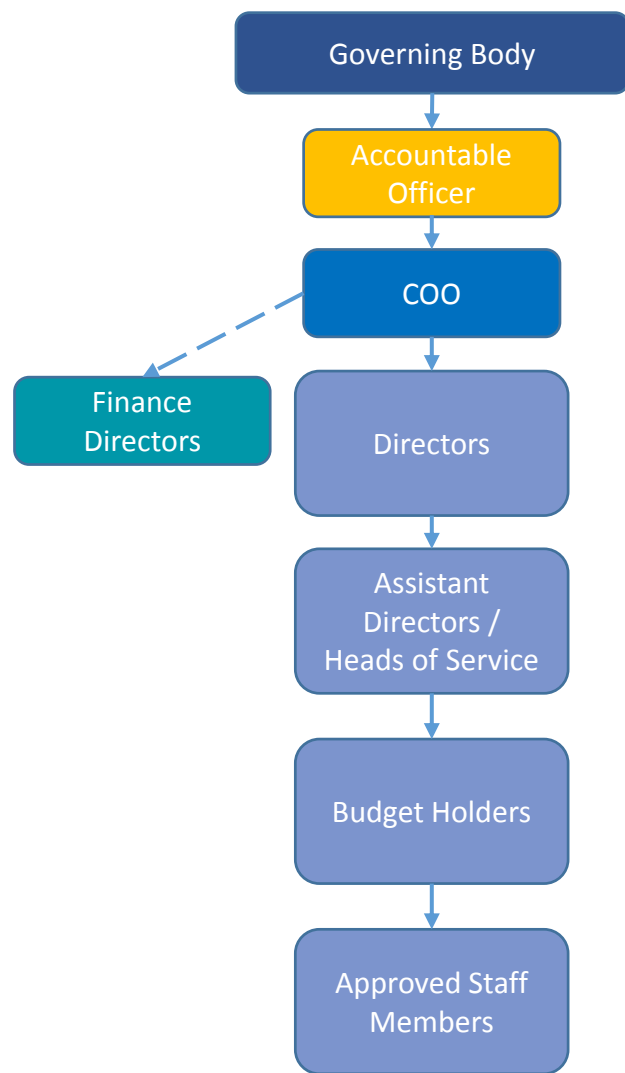 Governing Body
Accountable
Officer
COO
Finance
Directors
Directors
Assistant
Directors /
Heads of Service
Budget Holders
Approved Staff
Members